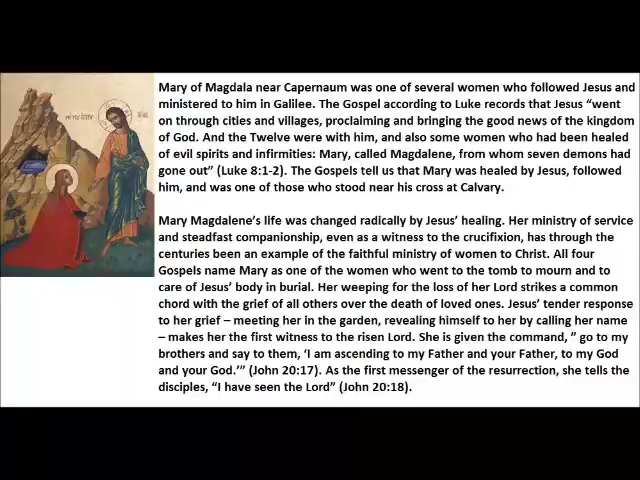 Mary of Magdala near Capernaum was one of several women who followed Jesus and
ministered to him in Galilee. The Gospel according to Luke records that Jesus “went
on through cities and villages, proclaiming and bringing the good news of the kingdom
of God. And the Twelve were with him, and also some women who had been healed
of evil spirits and infirmities: Mary, called Magdalene, from whom seven demons had
gone out” (Luke 8:1-2). The Gospels tell us that Mary was healed by Jesus, followed
him, and was one of those who stood near his cross at Calvary.
Mary Magdalene’s life was changed radically by Jesus’ healing. Her ministry of service
and steadfast companionship, even as a witness to the crucifixion, has through the
centuries been an example of the faithful ministry of women to Christ. All four
Gospels name Mary as one of the women who went to the tomb to mourn and to
care of Jesus’ body in burial. Her weeping for the loss of her Lord strikes a common
chord with the grief of all others over the death of loved ones. Jesus’ tender response
to her grief – meeting her in the garden, revealing himself to her by calling her name
– makes her the first witness to the risen Lord. She is given the command, ” go to my
brothers and say to them, ‘I am ascending to my Father and your Father, to my God
and your God.’” (John 20:17). As the first messenger of the resurrection, she tells the
disciples, “I have seen the Lord” (John 20:18).